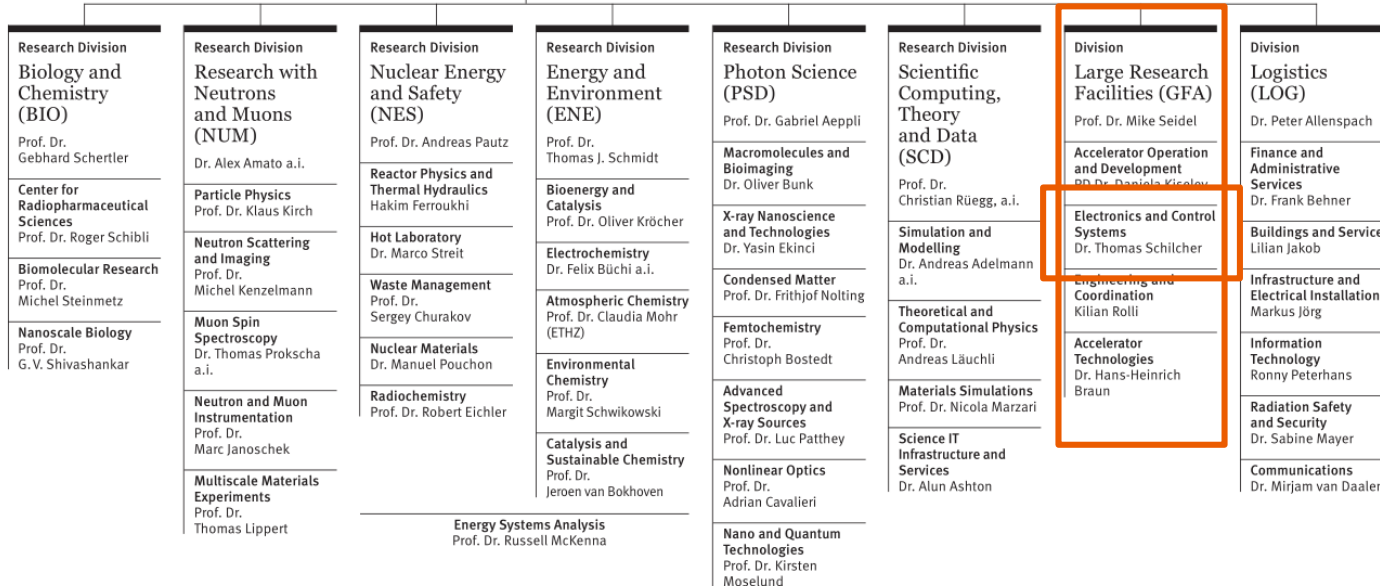 Research Division
Biology and
Chemistry
(BIO)
Prof. Dr.
Gebhard Schertler
Center for
Radiopharmaceutical
Sciences
Prof. Dr. Roger Schibli
Biomolecular Research
Prof. Dr.
Michel Steinmetz
Nanoscale Biology
Prof. Dr.
G. V. Shivashankar
Research Division
Research with
Neutrons
and Muons
(NUM)
Dr. Alex Amato a.i.
Particle Physics
Prof. Dr. Klaus Kirch
Neutron Scattering
and Imaging
Prof. Dr.
Michel Kenzelmann
Muon Spin
Spectroscopy
Dr. Thomas Prokscha
a.i.
Neutron and Muon
Instrumentation
Prof. Dr.
Marc Janoschek
Multiscale Materials
Experiments
Prof. Dr.
Thomas Lippert
Research Division
Nuclear Energy
and Safety
(NES)
Prof. Dr. Andreas Pautz
Reactor Physics and
Thermal Hydraulics
Hakim Ferroukhi
Hot Laboratory
Dr. Marco Streit
Waste Management
Prof. Dr.
Sergey Churakov
Nuclear Materials
Dr. Manuel Pouchon
Radiochemistry
Prof. Dr. Robert Eichler
Research Division
Energy and
Environment
(ENE)
Prof. Dr.
Thomas J. Schmidt
Bioenergy and
Catalysis
Prof. Dr. Oliver Kröcher
Electrochemistry
Dr. Felix Büchi a.i.
Atmospheric Chemistry
Prof. Dr. Claudia Mohr
(ETHZ)
Environmental
Chemistry
Prof. Dr.
Margit Schwikowski
Catalysis and
Sustainable Chemistry
Prof. Dr.
Jeroen van Bokhoven
Energy Systems Analysis
Prof. Dr. Russell McKenna
Research Division
Photon Science
(PSD)
Prof. Dr. Gabriel Aeppli
Macromolecules and
Bioimaging
Dr. Oliver Bunk
X-ray Nanoscience
and Technologies
Dr. Yasin Ekinci
Condensed Matter
Prof. Dr. Frithjof Nolting
Femtochemistry
Prof. Dr.
Christoph Bostedt
Advanced
Spectroscopy and
X-ray Sources
Prof. Dr. Luc Patthey
Nonlinear Optics
Prof. Dr.
Adrian Cavalieri
Nano and Quantum
Technologies
Prof. Dr. Kirsten
Moselund
Research Division
Scientific
Computing,
Theory
and Data
(SCD)
Prof. Dr.
Christian Rüegg, a.i.
Simulation and
Modelling
Dr. Andreas Adelmann
a.i.
Theoretical and
Computational Physics
Prof. Dr.
Andreas Läuchli
Materials Simulations
Prof. Dr. Nicola Marzari
Science IT
Infrastructure and
Services
Dr. Alun Ashton
Division
Large Research
Facilities (GFA)
Prof. Dr. Mike Seidel
Accelerator Operation
and Development
PD Dr. Daniela Kiselev
Electronics and Control
Systems
Dr. Thomas Schilcher
Engineering and
Coordination
Kilian Rolli
Accelerator
Technologies
Dr. Hans-Heinrich
Braun
Division
Logistics
(LOG)
Dr. Peter Allenspach
Finance and
Administrative
Services
Dr. Frank Behner
Buildings and Service
Lilian Jakob
Infrastructure and
Electrical Installation
Markus Jörg
Information
Technology
Ronny Peterhans
Radiation Safety
and Security
Dr. Sabine Mayer
Communications
Dr. Mirjam van Daalen